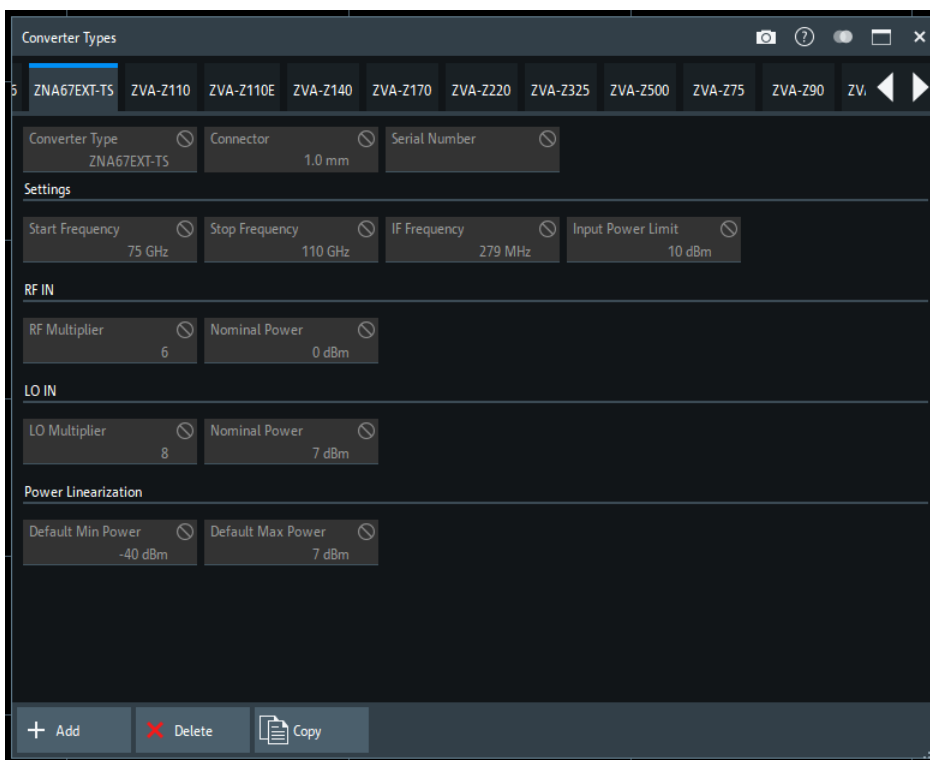 Converter Types
5 ZNA67EXT-TS ZVA-Z110 ZVA-Z110E ZVA-Z140 ZVA-Z170 ZVA-Z220 ZVA-Z325 ZVA-Z500 ZVA-Z75 ZVA-Z90 ZV
Converter Type Connector Serial Number
ZNA67EXT-TS 1.0 mm
Settings
Start Frequency Stop Frequency IF Frequency Input Power Limit
75 GHz 110 GHz 279 MHz 10 dBm
RF IN
RF Multiplier Nominal Power
6 0 dBm
LO IN
LO Multiplier Nominal Power
8 7 dBm
Power Linearization
Default Min Power Default Max Power
-40 dBm 7 dBm
+ Add Delete Copy